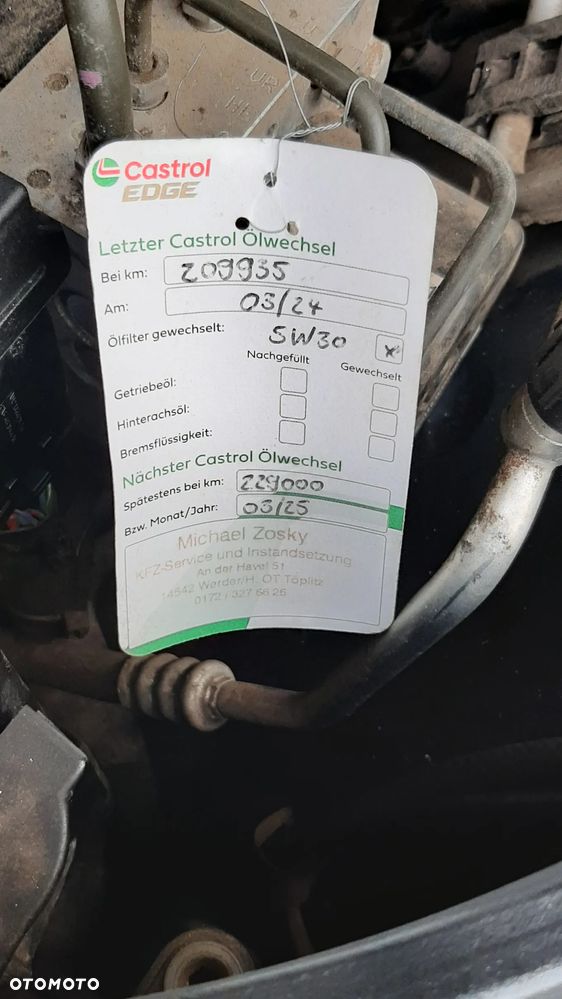 Castrol
EDGE
Letzter Castrol Ölwechsel
Bei km: 209935
Am: 03/24
Ölfilter gewechselt: 5W30 x
Nachgefüllt Gewechselt
Getriebeöl:
Hinterachsöl:
Bremsflüssigkeit:
Nächster Castrol Ölwechsel
Spätestens bei km: 229000
Bzw. Monat/Jahr: 03/25
Michael Zosky
KFZ-Service und Instandsetzung
An der Havel 51
14542 Werder/H. OT Töplitz
0172 / 327 66 25
OTOMOTO